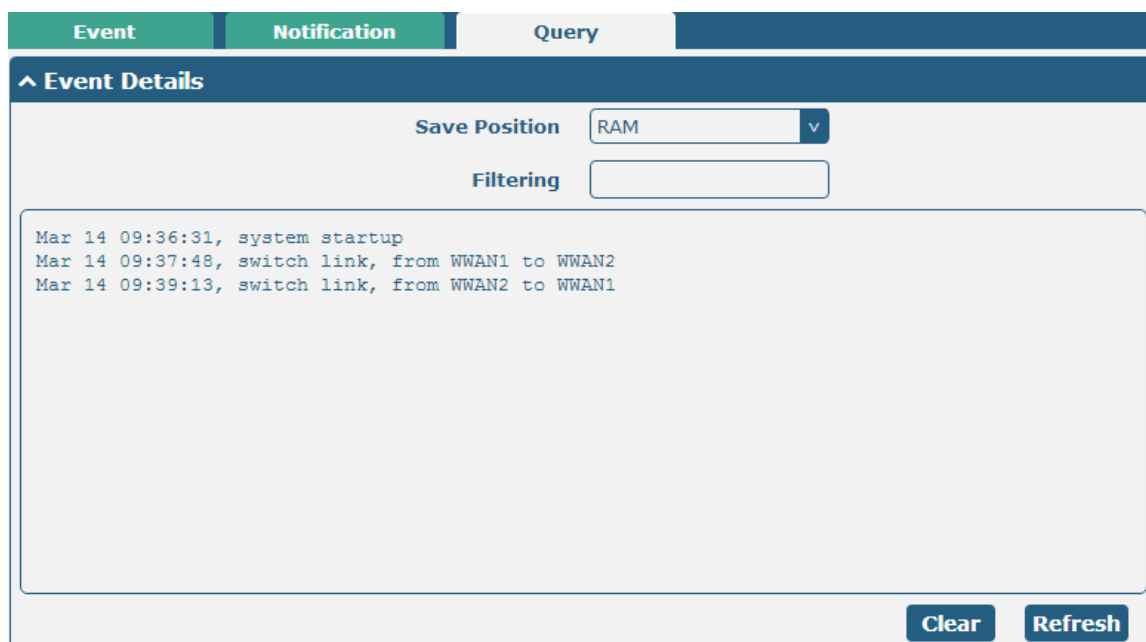 Event Notification Query
Event Details
Save Position RAM
Filtering
Mar 14 09:36:31, system startup
Mar 14 09:37:48, switch link, from WWAN1 to WWAN2
Mar 14 09:39:13, switch link, from WWAN2 to WWAN1
Clear Refresh